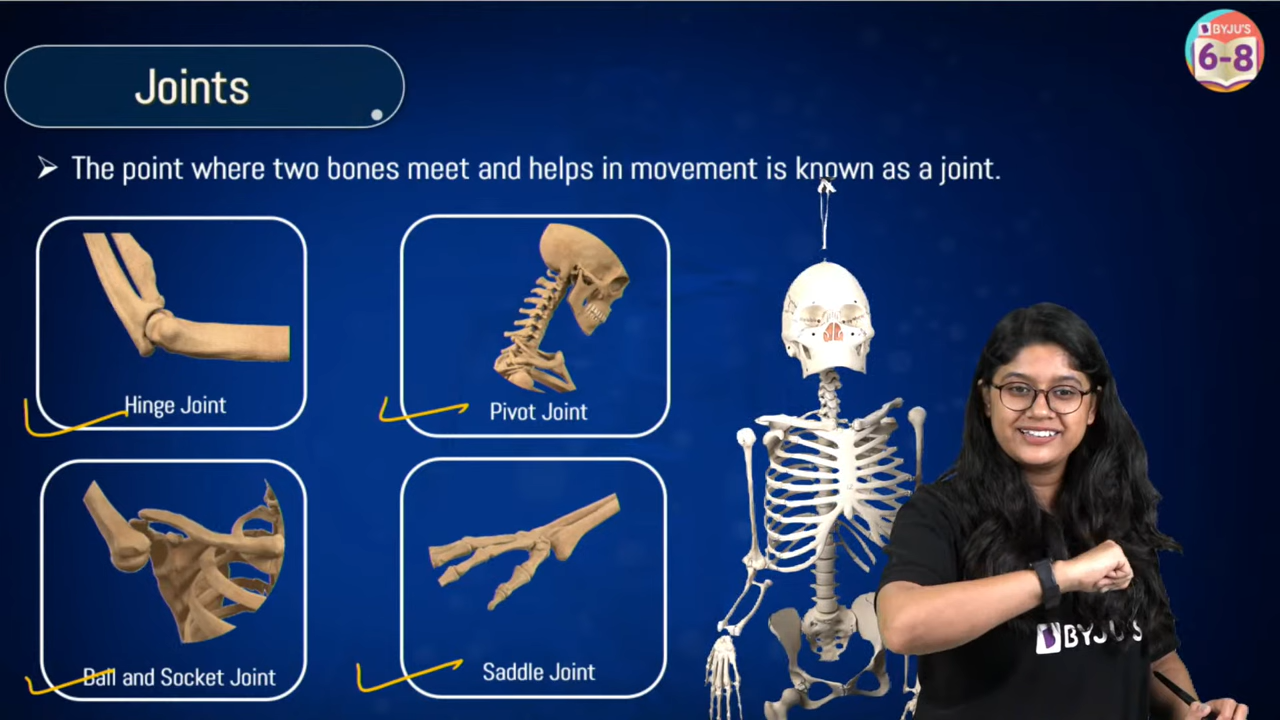 BYJU'S
6-8
Joints
The point where two bones meet and helps in movement is known as a joint.
Hinge Joint
Pivot Joint
Ball and Socket Joint
Saddle Joint
BYJU'S